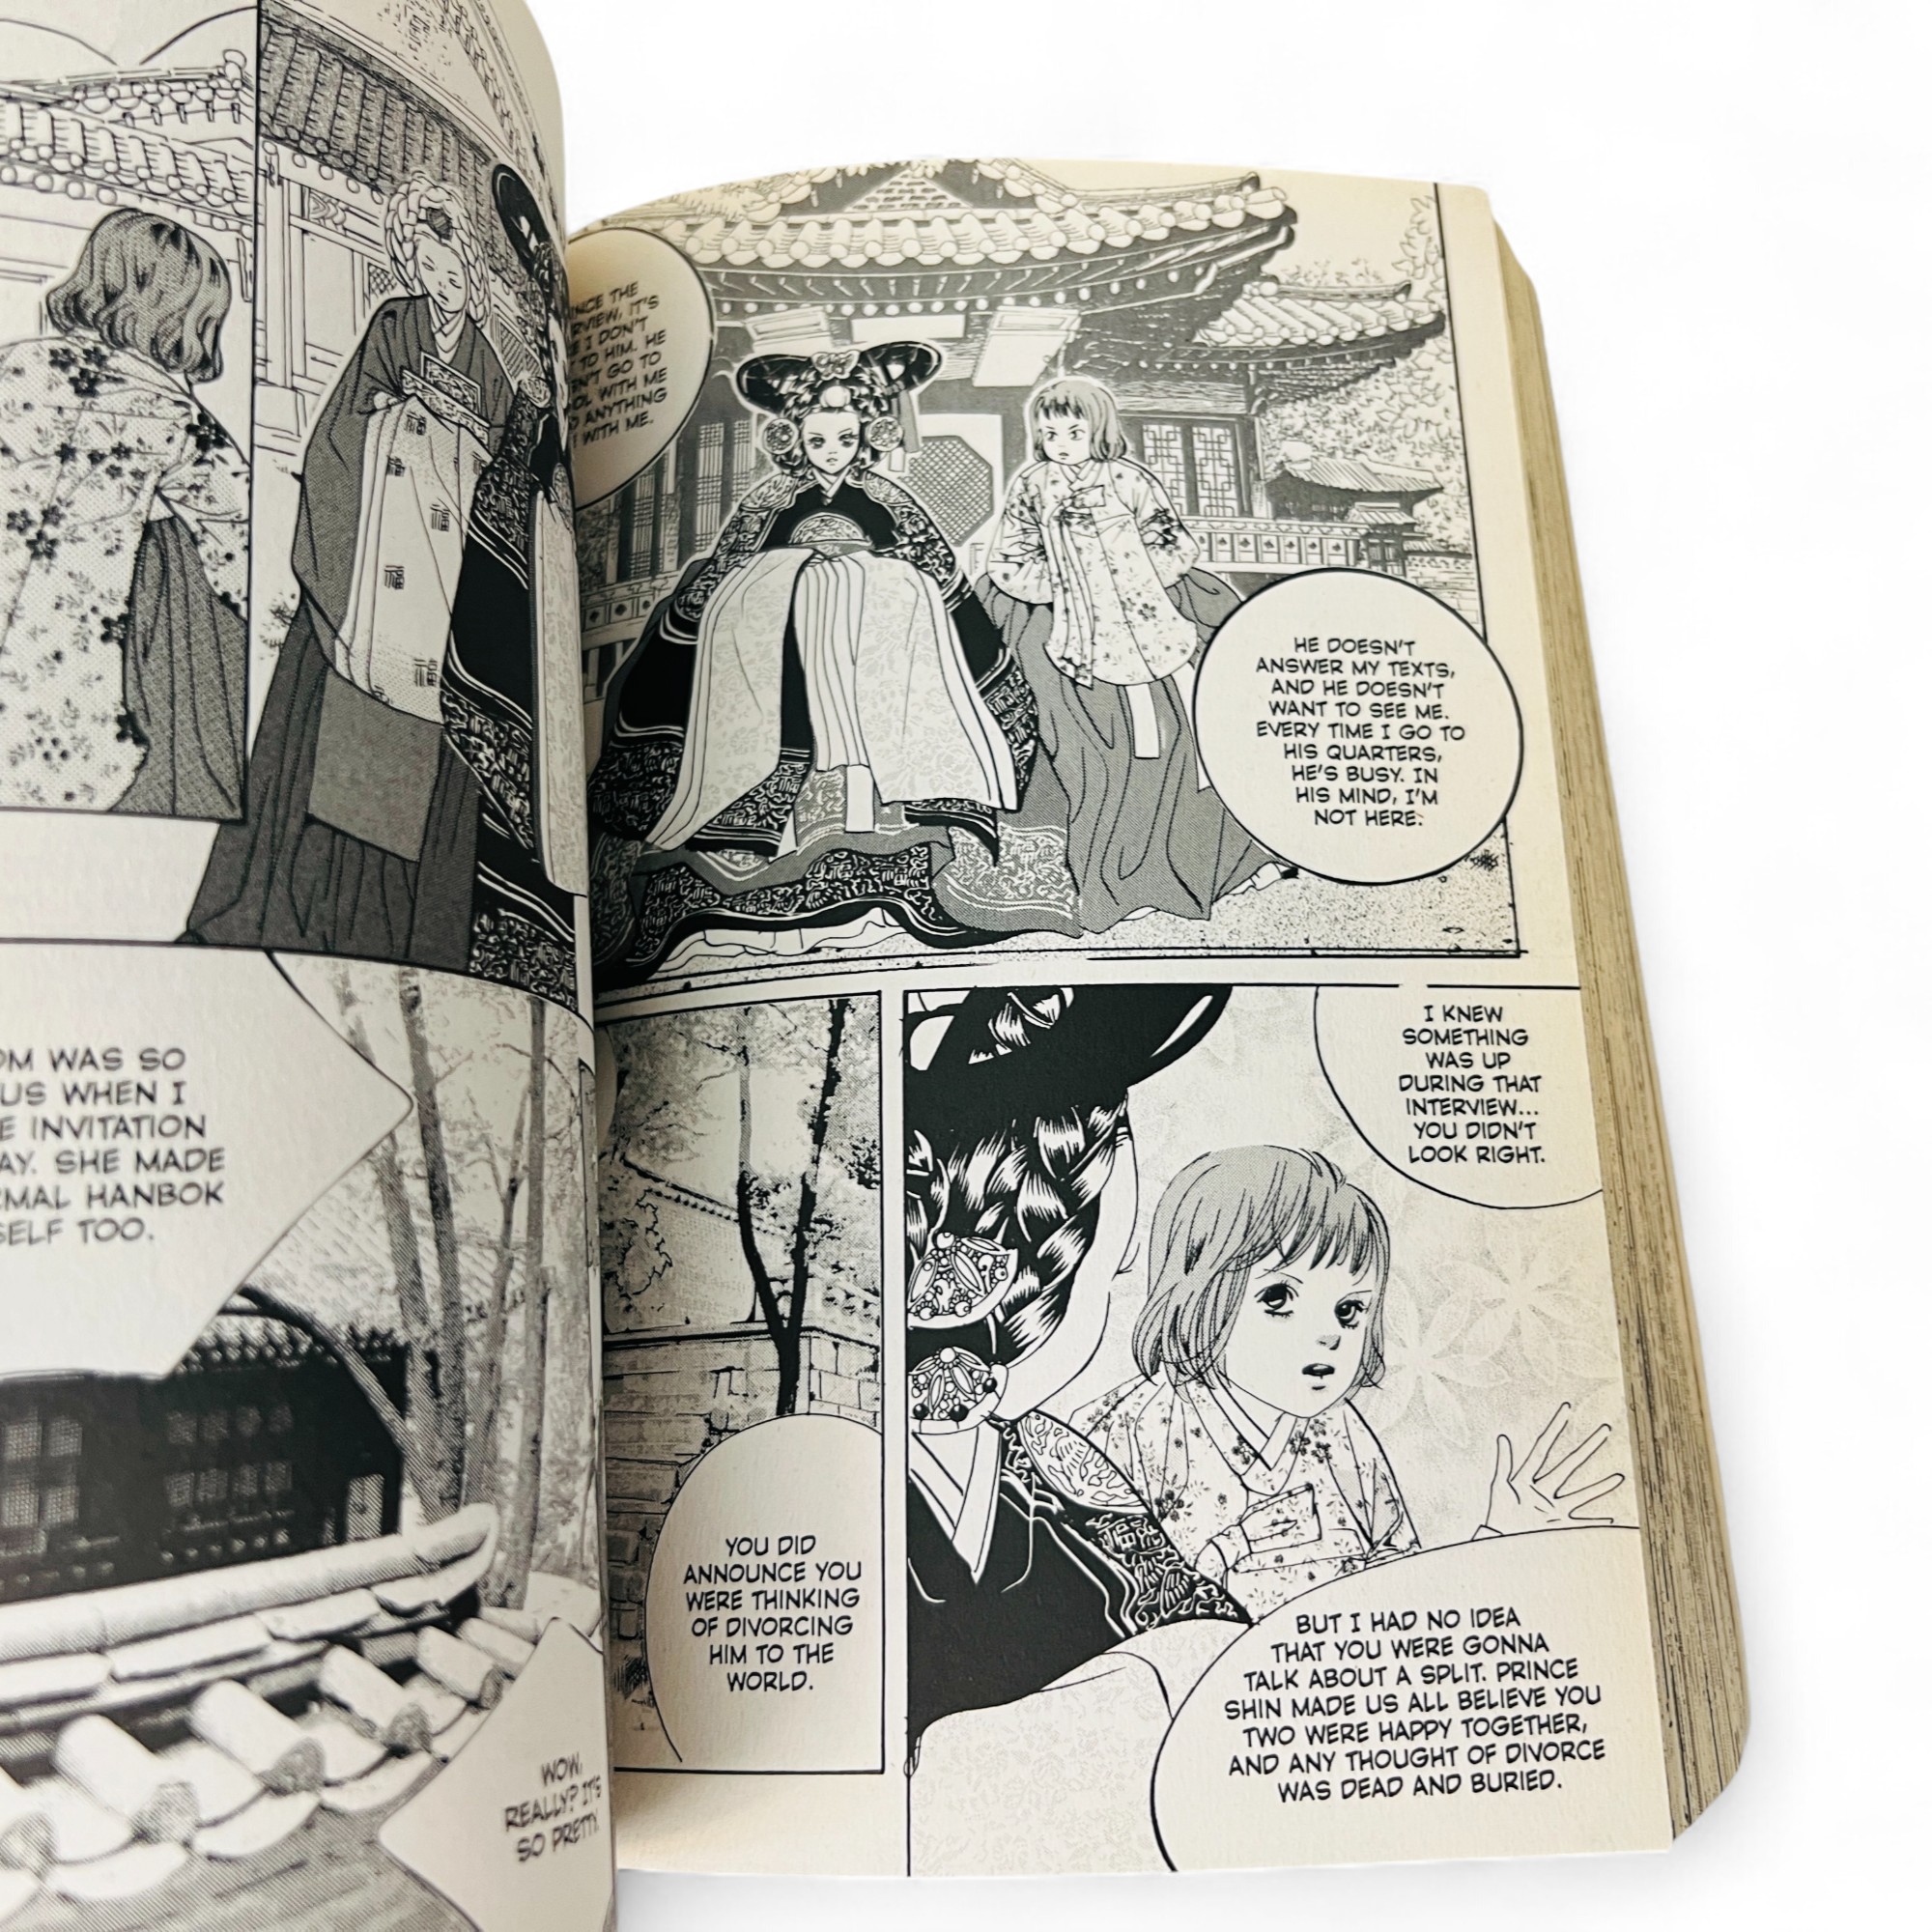 OM WAS SO
US WHEN I
E INVITATION
AY. SHE MADE
RMAL HANBOK
SELF TOO.
WOW,
REALLY? IT'S
SO PRETTY.
NCE THE
RVIEW, IT'S
I DON'T
TO HIM. HE
N'T GO TO
OL WITH ME
O ANYTHING
WITH ME.
HE DOESN'T
ANSWER MY TEXTS,
AND HE DOESN'T
WANT TO SEE ME.
EVERY TIME I GO TO
HIS QUARTERS,
HE'S BUSY. IN
HIS MIND, I'M
NOT HERE.
YOU DID
ANNOUNCE YOU
WERE THINKING
OF DIVORCING
HIM TO THE
WORLD.
I KNEW
SOMETHING
WAS UP
DURING THAT
INTERVIEW...
YOU DIDN'T
LOOK RIGHT.
BUT I HAD NO IDEA
THAT YOU WERE GONNA
TALK ABOUT A SPLIT. PRINCE
SHIN MADE US ALL BELIEVE YOU
TWO WERE HAPPY TOGETHER,
AND ANY THOUGHT OF DIVORCE
WAS DEAD AND BURIED.